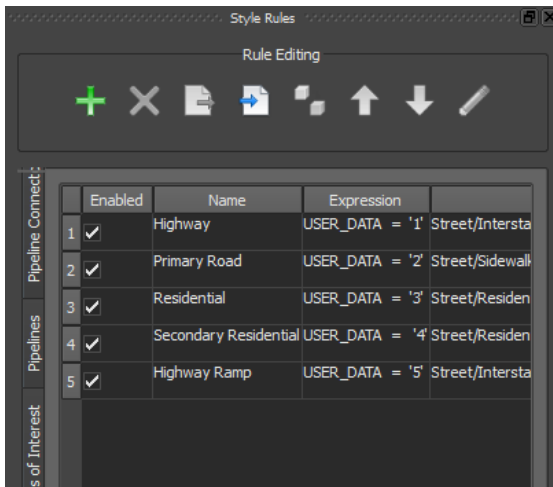 Style Rules
Rule Editing
Pipeline Connect
Pipelines
s of Interest
Enabled Name Expression
1 Highway USER_DATA = '1' Street/Intersta
2 Primary Road USER_DATA = '2' Street/Sidewalk
3 Residential USER_DATA = '3' Street/Residen
4 Secondary Residential USER_DATA = '4' Street/Residen
5 Highway Ramp USER_DATA = '5' Street/Intersta